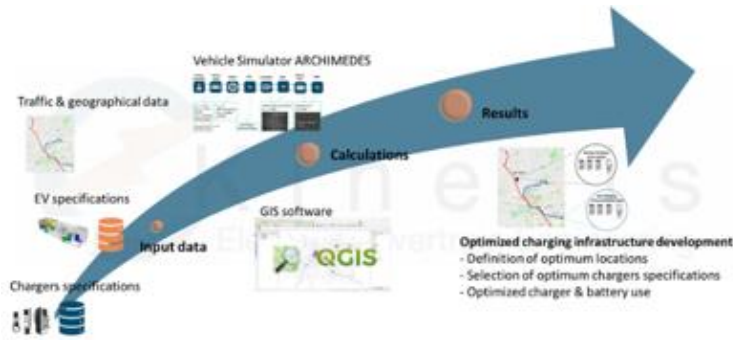 Vehicle Simulator ARCHIMEDES
Traffic & geographical data
Results
Calculations
EV specifications
GIS software
Input data
QGIS
Optimized charging infrastructure development
- Definition of optimum locations
- Selection of optimum chargers specifications
- Optimized charger & battery use
Chargers specifications